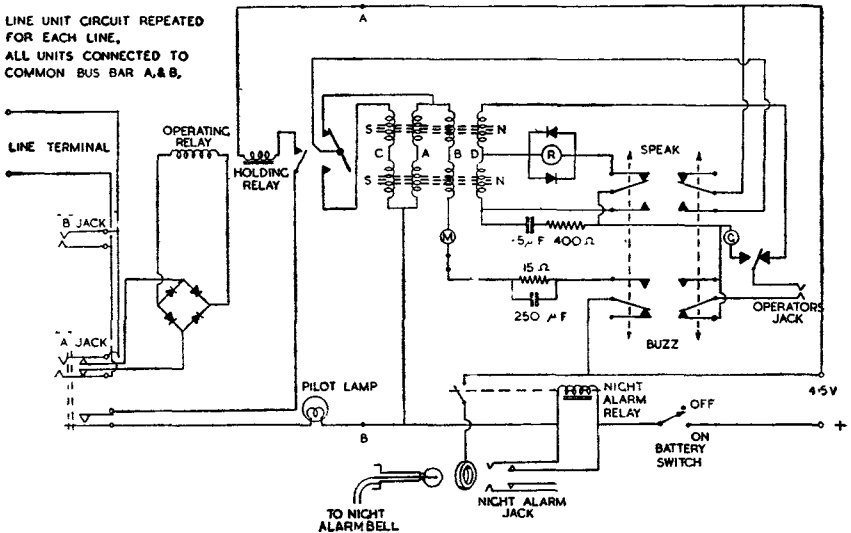 LINE UNIT CIRCUIT REPEATED
FOR EACH LINE,
ALL UNITS CONNECTED TO
COMMON BUS BAR A,& B,
A
LINE TERMINAL
OPERATING
RELAY
HOLDING
RELAY
S
N
C
A
B
D
S
N
R
SPEAK
"B" JACK
M
·5µF
400Ω
G
15Ω
250 µF
OPERATORS
JACK
"A" JACK
BUZZ
PILOT LAMP
NIGHT
ALARM
RELAY
4·5V
B
OFF
ON
+
BATTERY
SWITCH
TO NIGHT
ALARM BELL
NIGHT ALARM
JACK